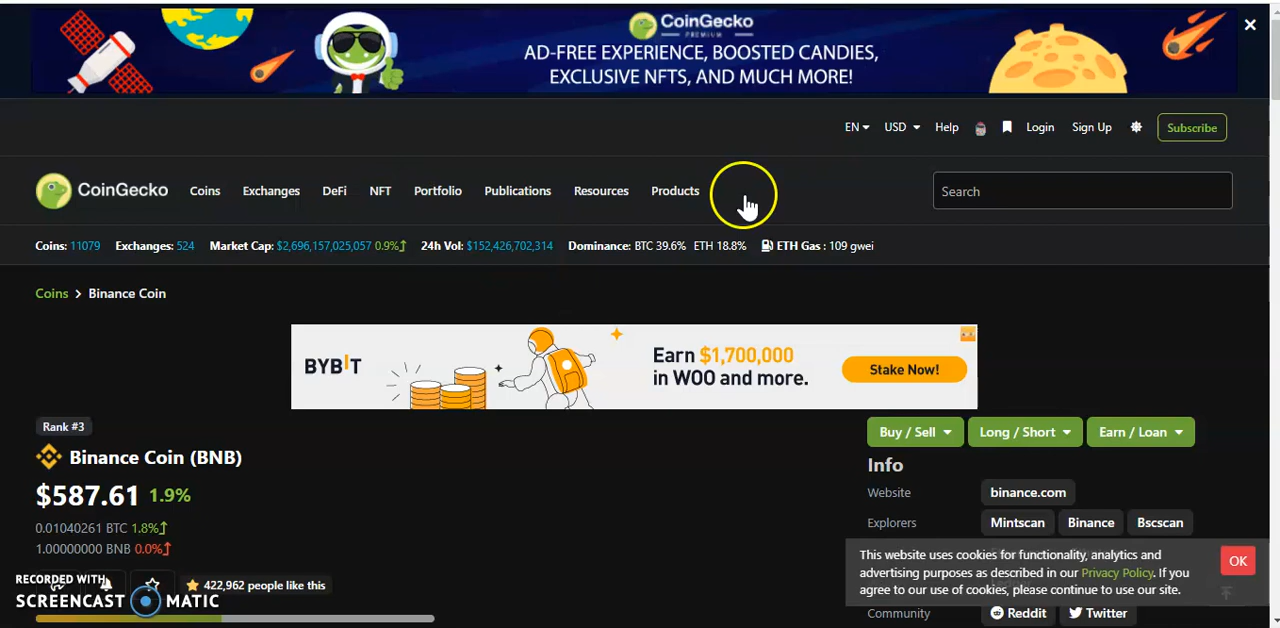 CoinGecko
PREMIUM
AD-FREE EXPERIENCE, BOOSTED CANDIES,
EXCLUSIVE NFTS, AND MUCH MORE!
EN USD Help Login Sign Up Subscribe
CoinGecko Coins Exchanges DeFi NFT Portfolio Publications Resources Products Search
Coins: 11079 Exchanges: 524 Market Cap: $2,696,157,025,057 0.9% 24h Vol: $152,426,702,314 Dominance: BTC 39.6% ETH 18.8% ETH Gas : 109 gwei
Coins > Binance Coin
BYBIT
Earn $1,700,000
in WOO and more.
Stake Now!
Rank #3
Buy / Sell Long / Short Earn / Loan
Binance Coin (BNB)
Info
$587.61 1.9%
Website binance.com
0.01040261 BTC 1.8%
Explorers Mintscan Binance Bscscan
1.00000000 BNB 0.0%
This website uses cookies for functionality, analytics and
advertising purposes as described in our Privacy Policy. If you
agree to our use of cookies, please continue to use our site.
OK
422,962 people like this
RECORDED WITH
SCREENCAST MATIC
Community Reddit Twitter